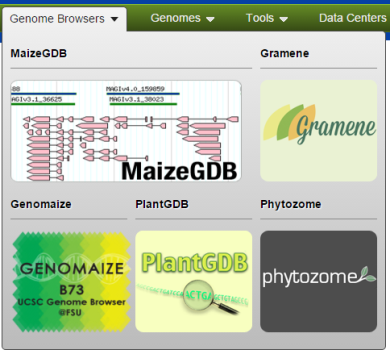 Genome Browsers Genomes Tools Data Centers
MaizeGDB Gramene
88 MAGIv4.0_159859
AGIv3.1_36625 MAGIv3.1_38023
MaizeGDB
Gramene
Genomaize PlantGDB Phytozome
GENOMAIZE
B73
UCSC Genome Browser
@FSU
PlantGDB
ACTGA
phytozome